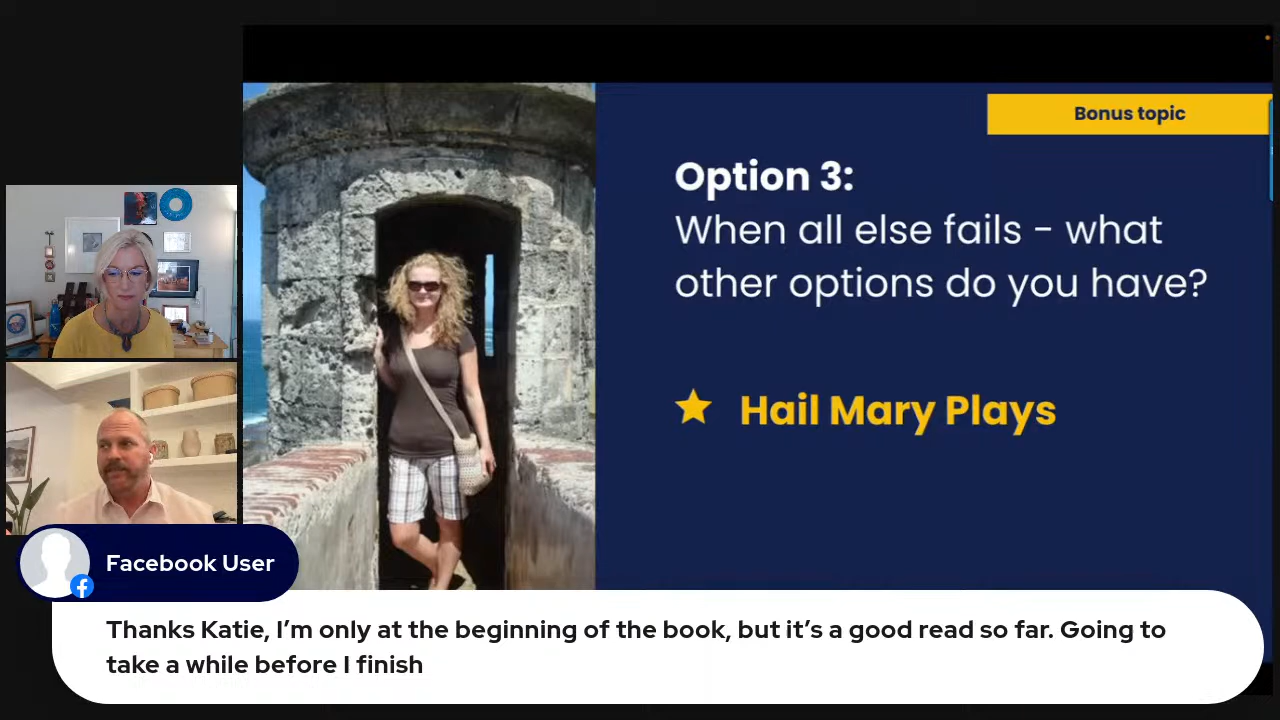 Bonus topic
Option 3:
When all else fails - what
other options do you have?
Hail Mary Plays
Facebook User
Thanks Katie, I’m only at the beginning of the book, but it’s a good read so far. Going to
take a while before I finish